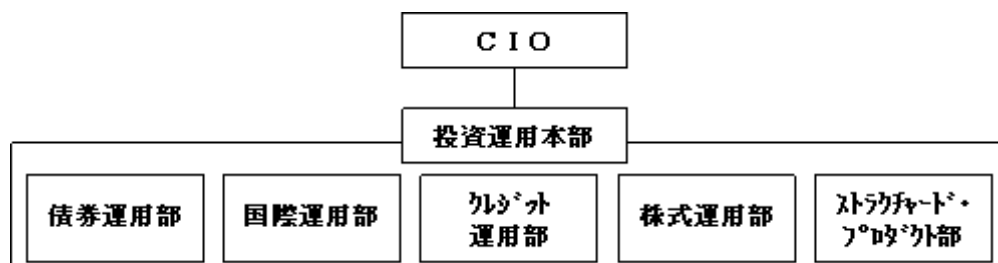 ＣＩＯ
投資運用本部
債券運用部
国際運用部
ｸﾚｼﾞｯﾄ
運用部
株式運用部
ｽﾄﾗｸﾁｬｰﾄﾞ・
ﾌﾟﾛﾀﾞｸﾄ部